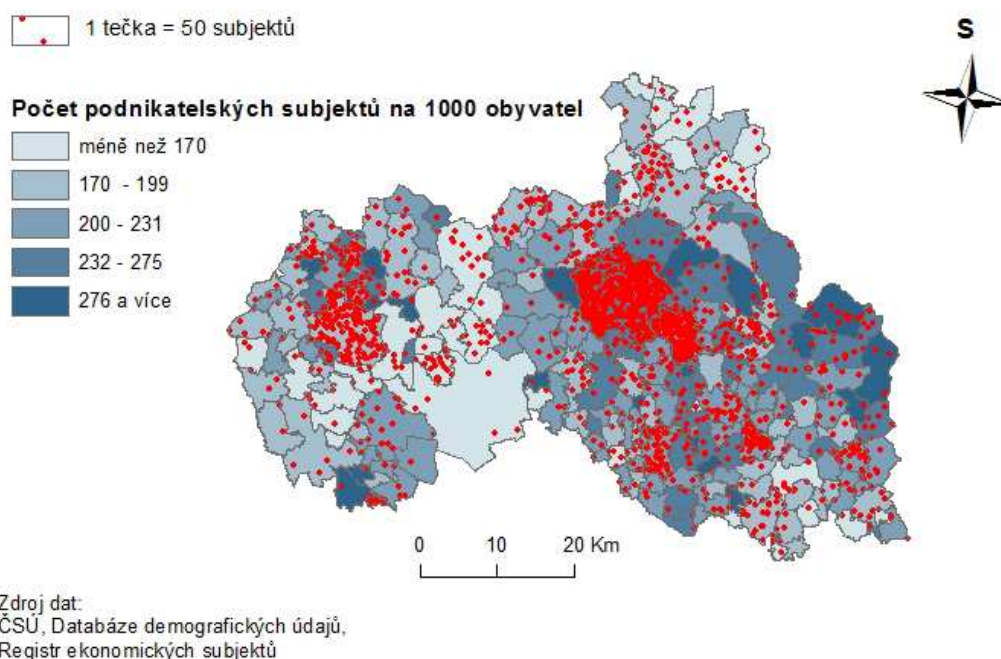 1 tečka = 50 subjektů
S
Počet podnikatelských subjektů na 1000 obyvatel
méně než 170
170 - 199
200 - 231
232 - 275
276 a více
0 10 20 Km
Zdroj dat:
ČSÚ, Databáze demografických údajů,
Registr ekonomických subjektů